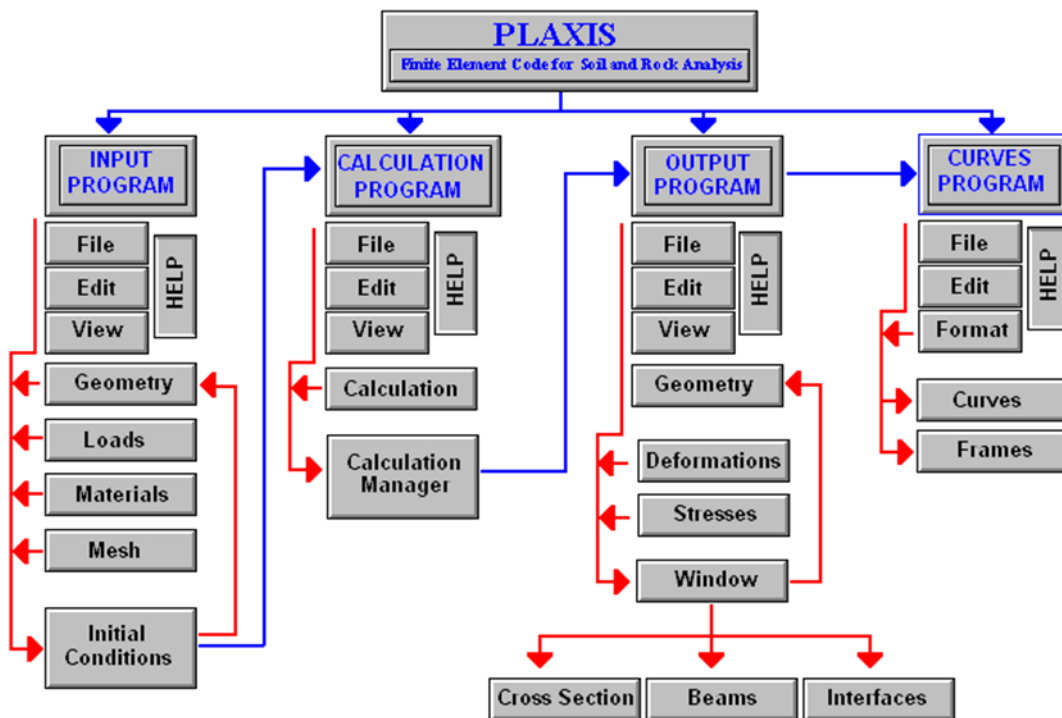 PLAXIS
Finite Element Code for Soil and Rock Analysis
INPUT
PROGRAM
File
Edit
View
HELP
Geometry
Loads
Materials
Mesh
Initial
Conditions
CALCULATION
PROGRAM
File
Edit
View
HELP
Calculation
Calculation
Manager
OUTPUT
PROGRAM
File
Edit
View
HELP
Geometry
Deformations
Stresses
Window
Cross Section
Beams
Interfaces
CURVES
PROGRAM
File
Edit
Format
HELP
Curves
Frames